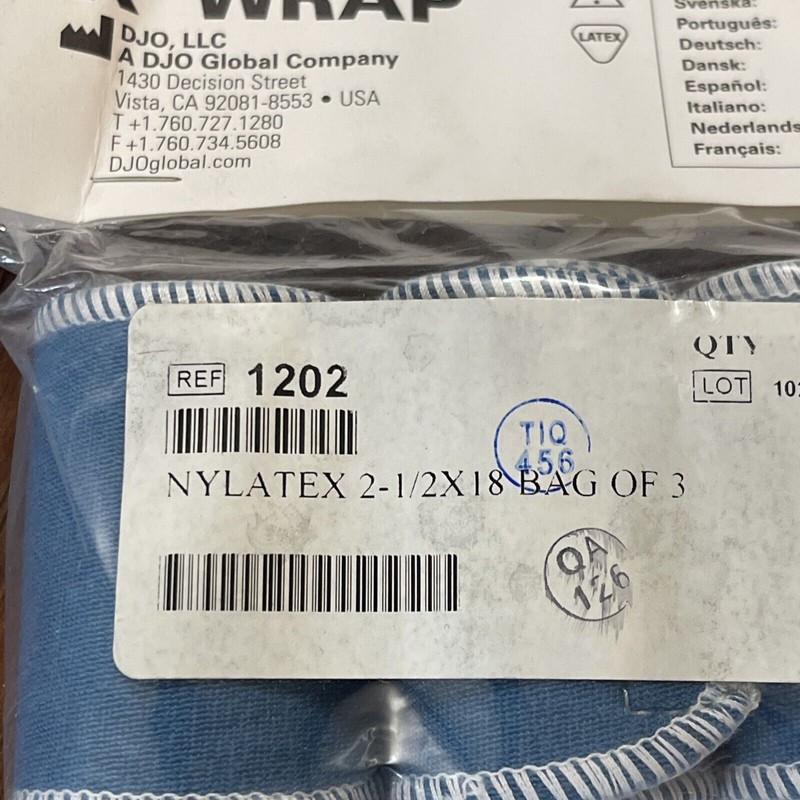 WRAP
DJO, LLC
A DJO Global Company
1430 Decision Street
Vista, CA 92081-8553 • USA
T +1.760.727.1280
F +1.760.734.5608
DJOglobal.com
LATEX
Svenska:
Português:
Deutsch:
Dansk:
Español:
Italiano:
Nederlands
Français:
QTY
REF 1202
LOT 10
TIQ
456
NYLATEX 2-1/2X18 BAG OF 3
QA
126